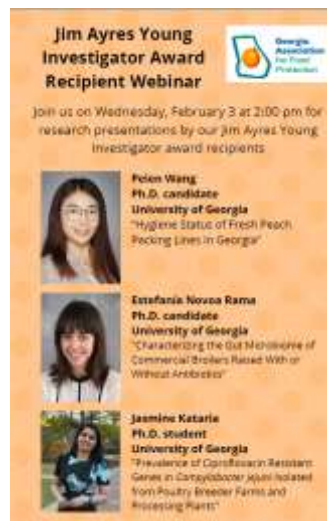 Jim Ayres Young
Investigator Award
Recipient Webinar
Georgia
Association
for Food
Protection
Join us on Wednesday, February 3 at 2:00 pm for
research presentations by our Jim Ayres Young
Investigator award recipients
Peien Wang
Ph.D. candidate
University of Georgia
"Hygiene Status of Fresh Peach
Packing Lines in Georgia"
Estefania Novoa Rama
Ph.D. candidate
University of Georgia
"Characterizing the Gut Microbiome of
Commercial Broilers Raised With or
Without Antibiotics"
Jasmine Kataria
Ph.D. student
University of Georgia
"Prevalence of Ciprofloxacin Resistant
Genes in Campylobacter jejuni Isolated
from Poultry Breeder Farms and
Processing Plants"